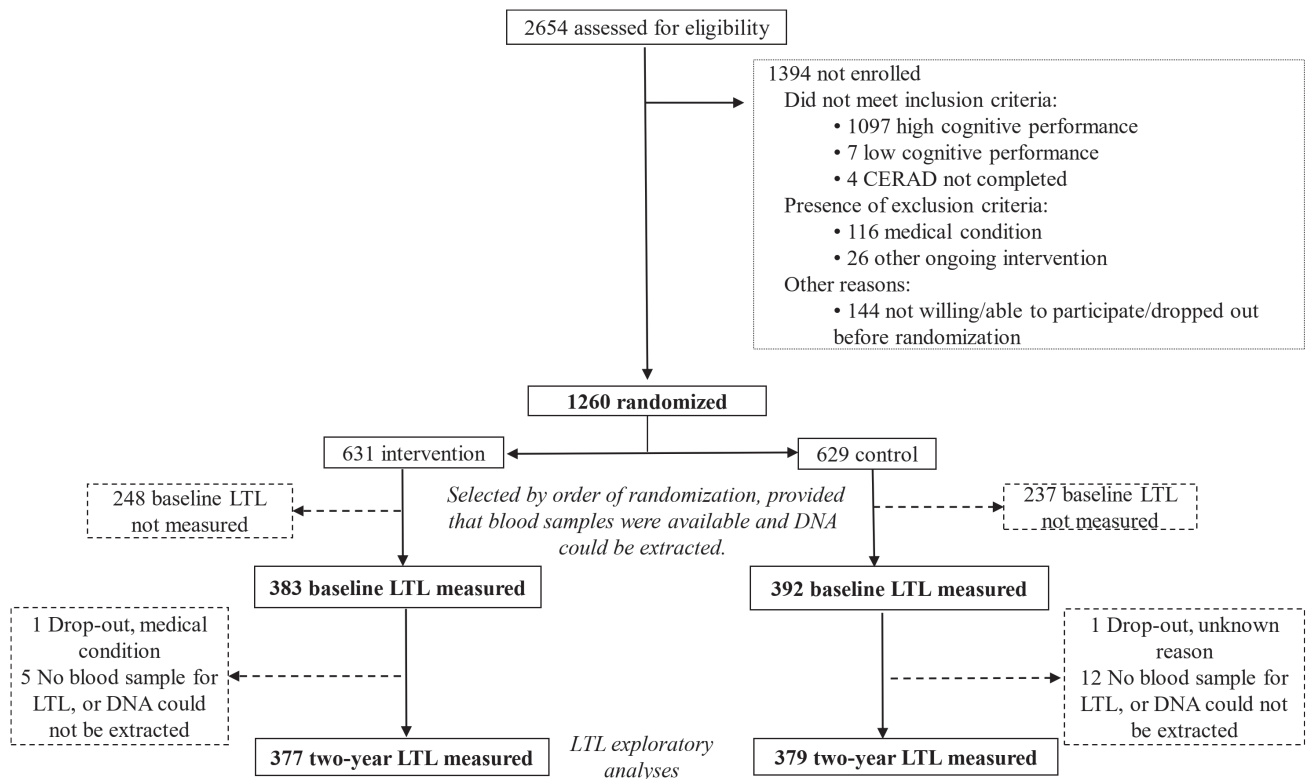 2654 assessed for eligibility
1394 not enrolled
Did not meet inclusion criteria:
• 1097 high cognitive performance
• 7 low cognitive performance
• 4 CERAD not completed
Presence of exclusion criteria:
• 116 medical condition
• 26 other ongoing intervention
Other reasons:
• 144 not willing/able to participate/dropped out
before randomization
1260 randomized
631 intervention
629 control
248 baseline LTL
not measured
Selected by order of randomization, provided
that blood samples were available and DNA
could be extracted.
237 baseline LTL
not measured
383 baseline LTL measured
392 baseline LTL measured
1 Drop-out, medical
condition
5 No blood sample for
LTL, or DNA could
not be extracted
1 Drop-out, unknown
reason
12 No blood sample for
LTL, or DNA could not
be extracted
377 two-year LTL measured
LTL exploratory
analyses
379 two-year LTL measured